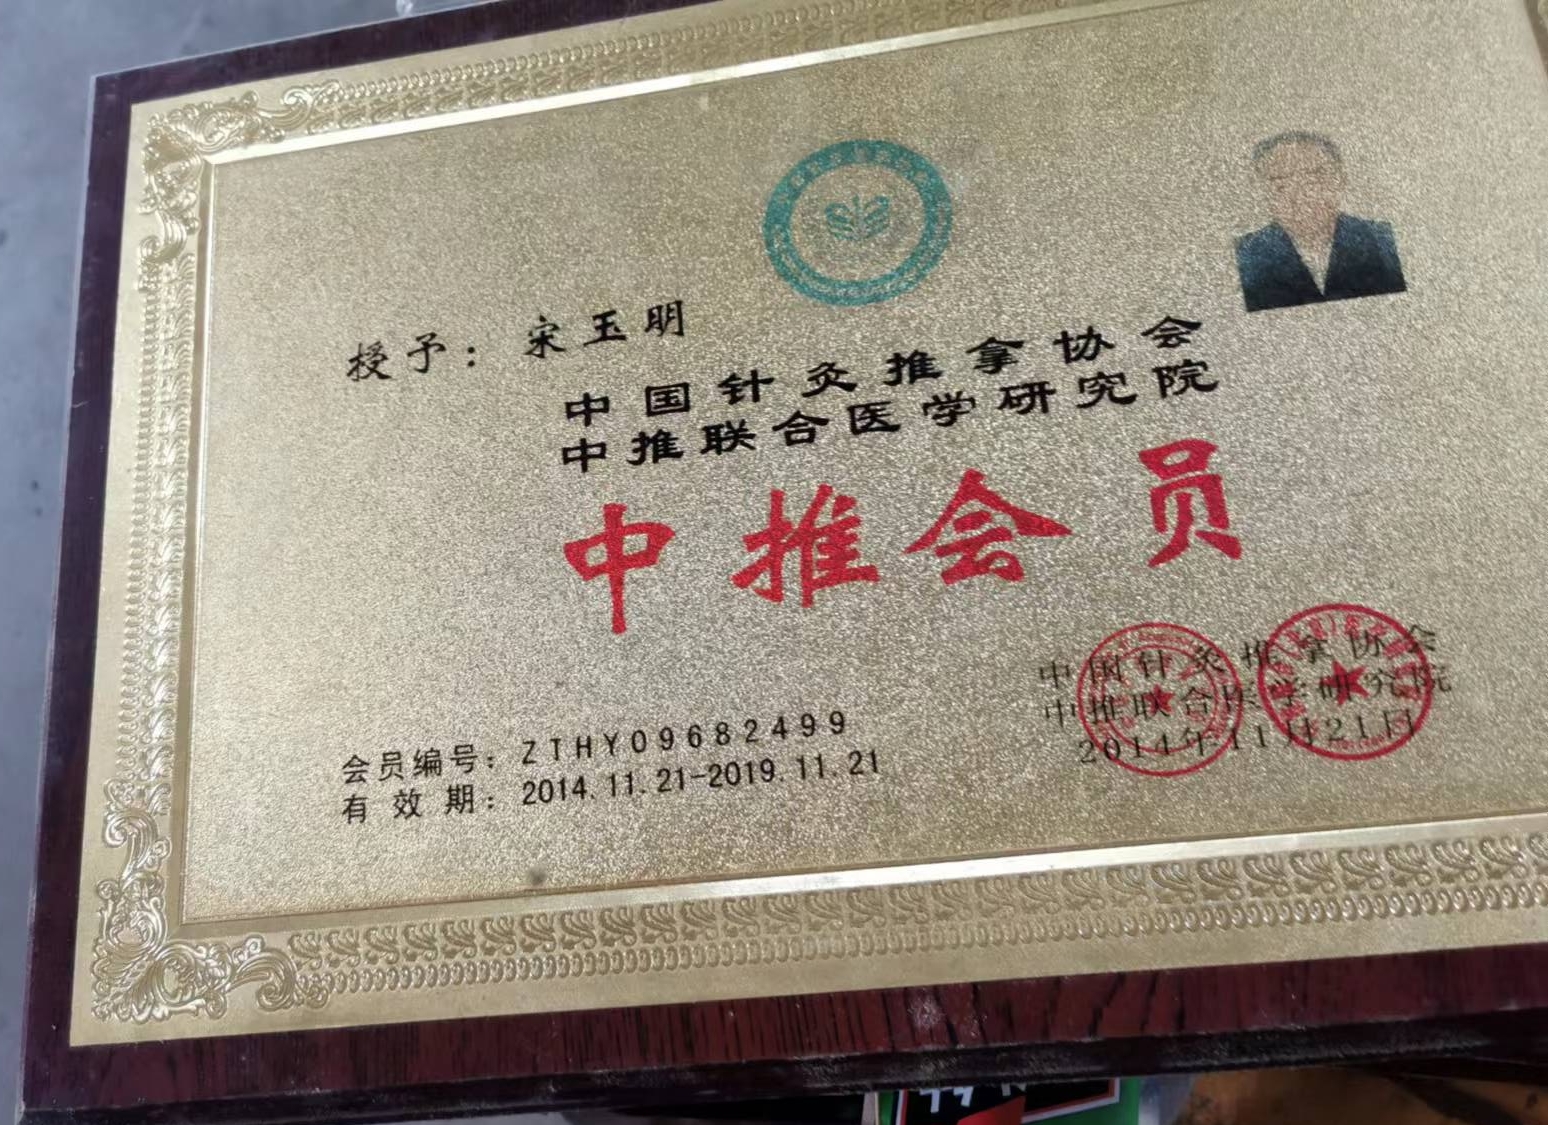 授予：宋玉明
中国针灸推拿协会
中推联合医学研究院
中推会员
会员编号：ZTHY09682499
有效期：2014.11.21-2019.11.21
中国针灸推拿协会
中推联合医学研究院
2014年11月21日